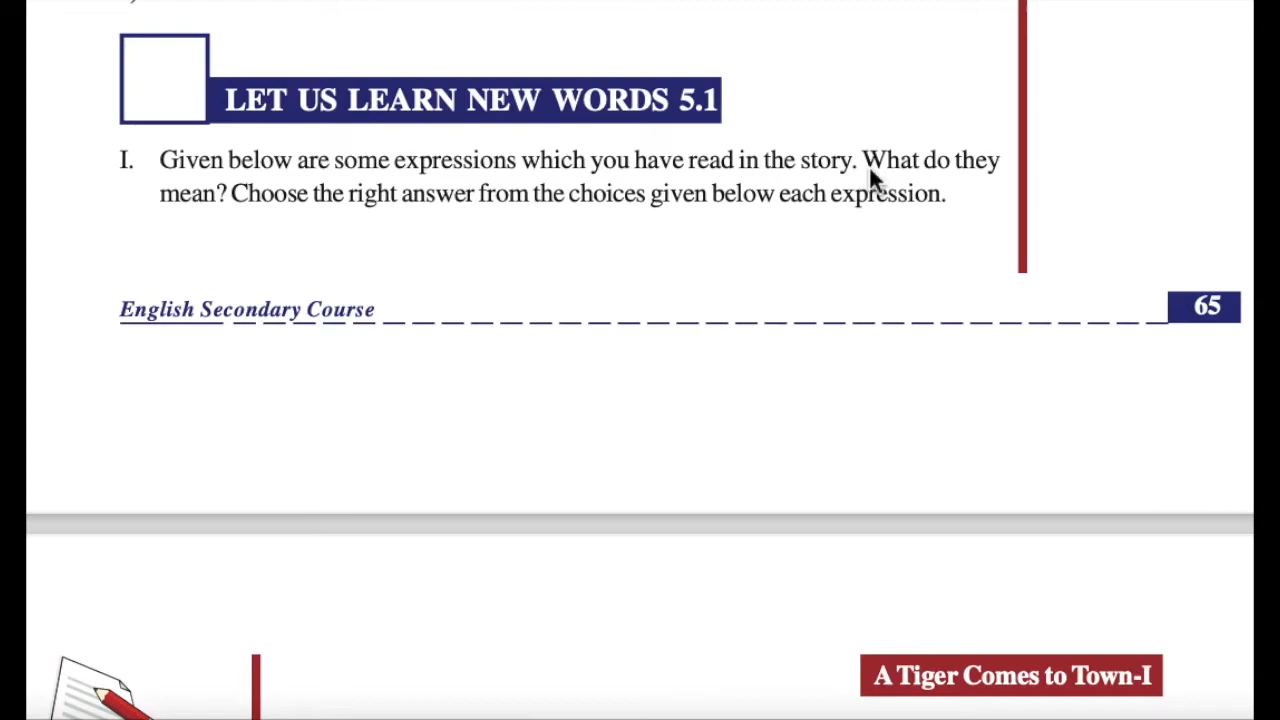 LET US LEARN NEW WORDS 5.1
I. Given below are some expressions which you have read in the story. What do they
mean? Choose the right answer from the choices given below each expression.
English Secondary Course
65
A Tiger Comes to Town-I